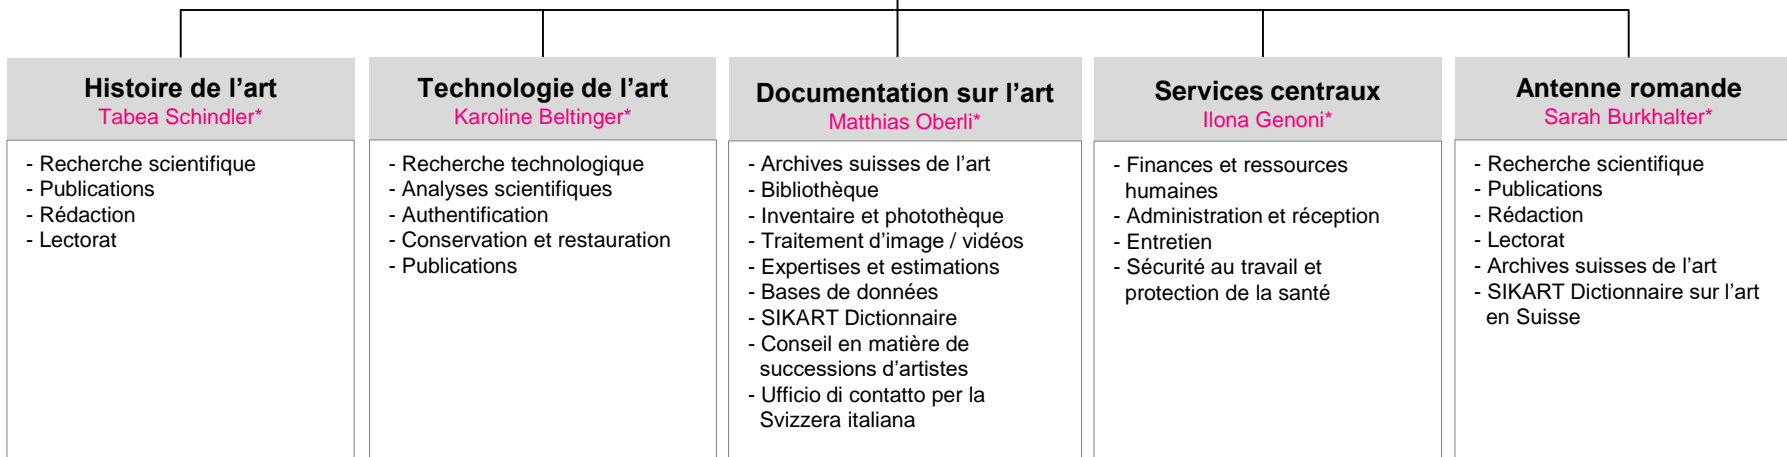 Histoire de l’art
Tabea Schindler*
- Recherche scientifique
- Publications
- Rédaction
- Lectorat
Technologie de l’art
Karoline Beltinger*
- Recherche technologique
- Analyses scientifiques
- Authentification
- Conservation et restauration
- Publications
Documentation sur l’art
Matthias Oberli*
- Archives suisses de l’art
- Bibliothèque
- Inventaire et photothèque
- Traitement d’image / vidéos
- Expertises et estimations
- Bases de données
- SIKART Dictionnaire
- Conseil en matière de
successions d’artistes
- Ufficio di contatto per la
Svizzera italiana
Services centraux
Ilona Genoni*
- Finances et ressources
humaines
- Administration et réception
- Entretien
- Sécurité au travail et
protection de la santé
Antenne romande
Sarah Burkhalter*
- Recherche scientifique
- Publications
- Rédaction
- Lectorat
- Archives suisses de l’art
- SIKART Dictionnaire sur l’art
en Suisse